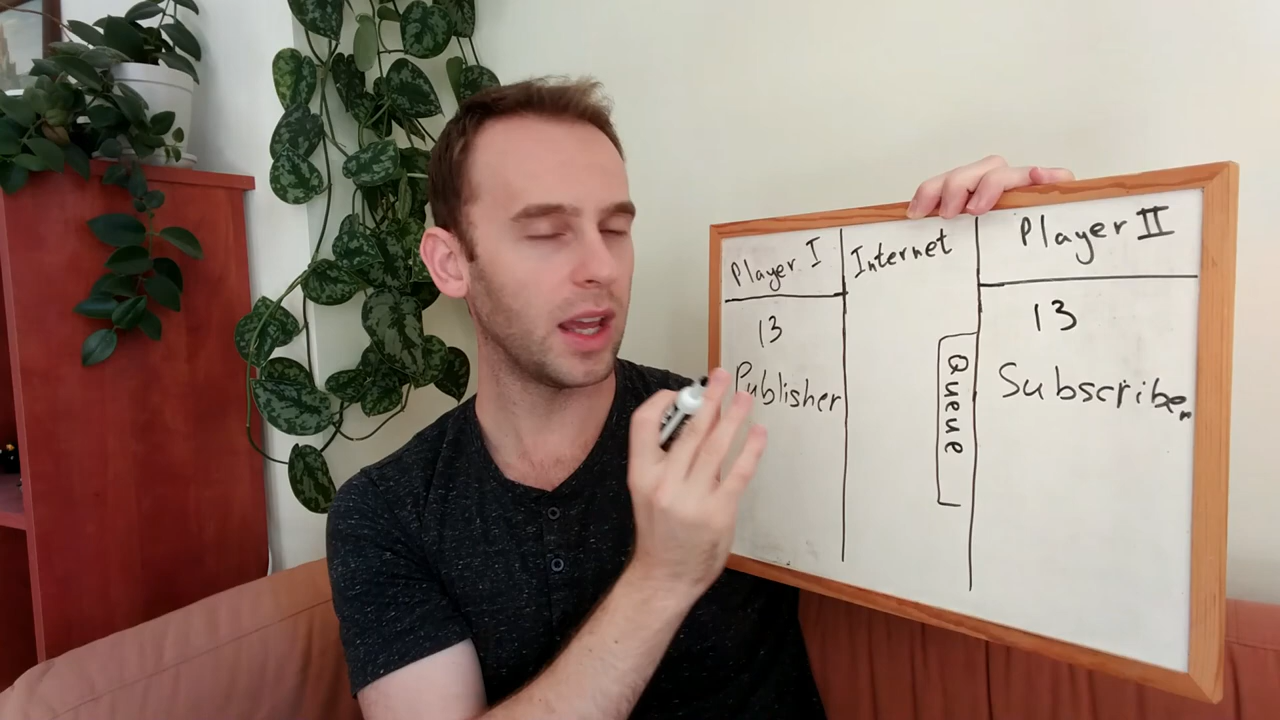 Player I
13
Publisher
Internet
Queue
Player II
13
Subscriber